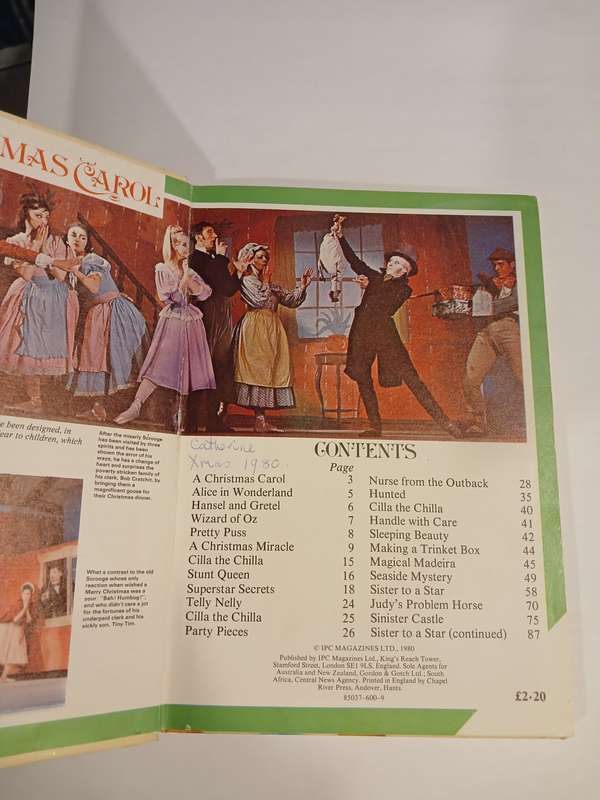 MAS CAROL
e been designed, in
ear to children, which
After the miserly Scrooge
has been visited by three
spirits and has been
shown the error of his
ways, he has a change of
heart and surprises the
poverty stricken family of
his clerk, Bob Cratchit, by
bringing them a
magnificent goose for
their Christmas dinner.
What a contrast to the old
Scrooge whose only
reaction when wished a
Merry Christmas was a
sour "Bah! Humbug!",
and who didn't care a jot
for the fortunes of his
underpaid clerk and his
sickly son, Tiny Tim.
Catherine
Xmas 1980.
CONTENTS
Page
A Christmas Carol 3
Alice in Wonderland 5
Hansel and Gretel 6
Wizard of Oz 7
Pretty Puss 8
A Christmas Miracle 9
Cilla the Chilla 15
Stunt Queen 16
Superstar Secrets 18
Telly Nelly 24
Cilla the Chilla 25
Party Pieces 26
Nurse from the Outback 28
Hunted 35
Cilla the Chilla 40
Handle with Care 41
Sleeping Beauty 42
Making a Trinket Box 44
Magical Madeira 45
Seaside Mystery 49
Sister to a Star 58
Judy's Problem Horse 70
Sinister Castle 75
Sister to a Star (continued) 87
© IPC MAGAZINES LTD., 1980
Published by IPC Magazines Ltd., King's Reach Tower,
Stamford Street, London SE1 9LS, England. Sole Agents for
Australia and New Zealand, Gordon & Gotch Ltd.; South
Africa, Central News Agency. Printed in England by Chapel
River Press, Andover, Hants.
85037-600-9
£2·20